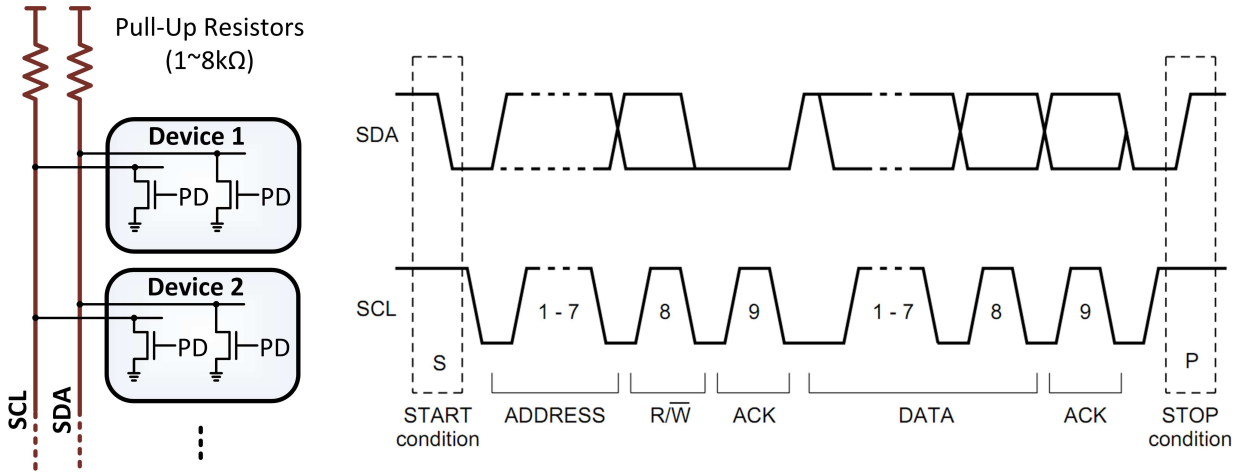 Pull-Up Resistors
(1~8kΩ)
Device 1
PD
PD
Device 2
PD
PD
SCL
SDA
SDA
SCL
1 - 7
8
9
1 - 7
8
9
S
P
START
condition
ADDRESS
R/W̅
ACK
DATA
ACK
STOP
condition